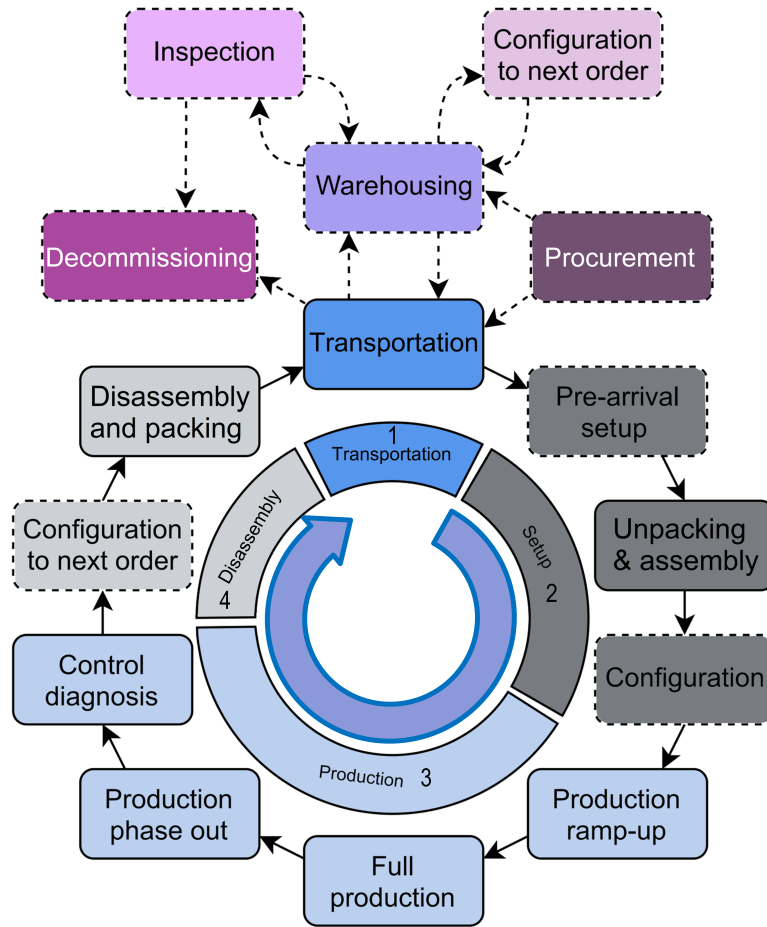 Inspection
Configuration
to next order
Warehousing
Decommissioning
Procurement
Transportation
Disassembly
and packing
Pre-arrival
setup
1
Transportation
Configuration
to next order
Disassembly
4
Setup
2
Unpacking
& assembly
Control
diagnosis
Configuration
Production 3
Production
phase out
Production
ramp-up
Full
production